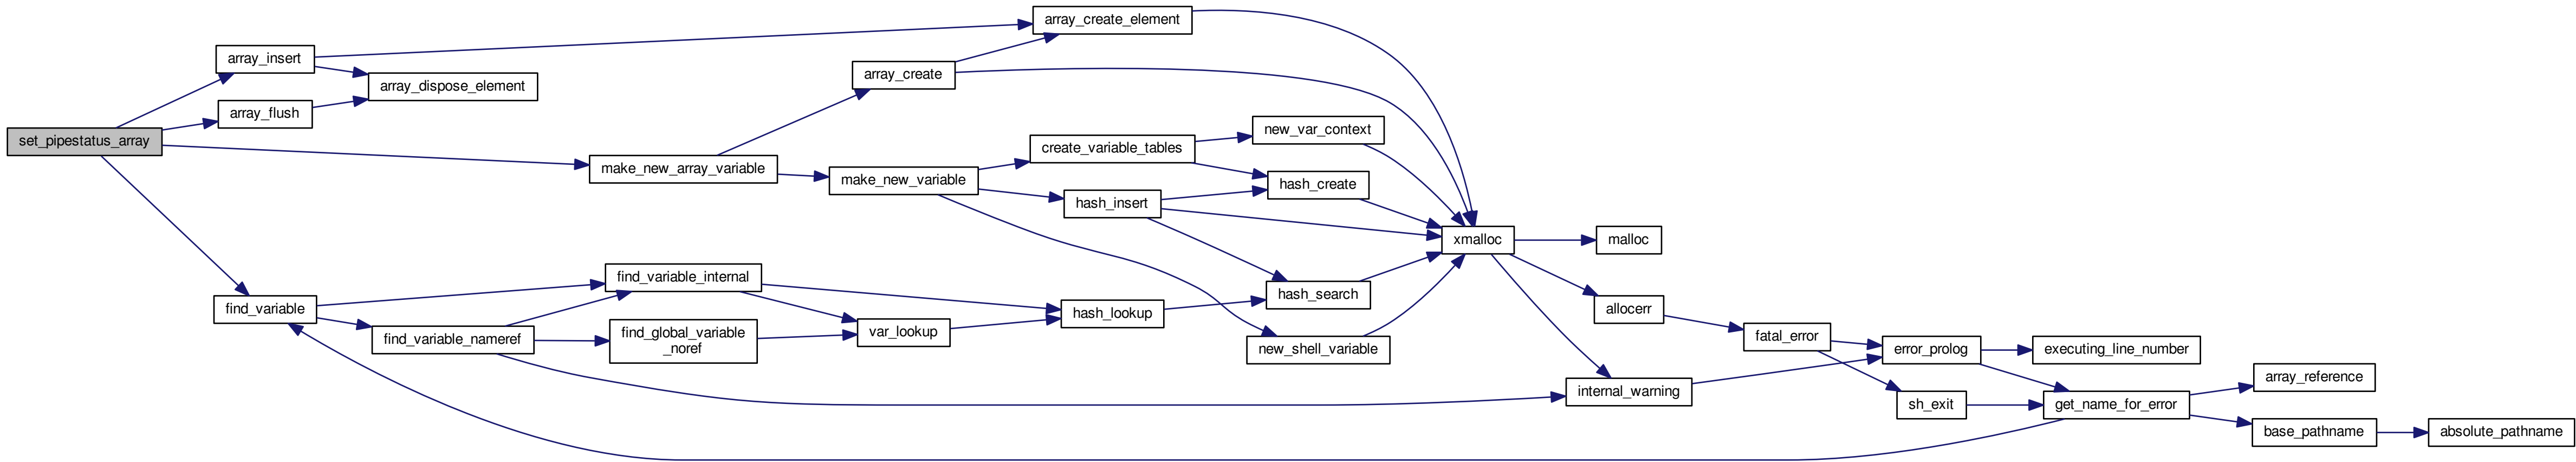 set_pipestatus_array
array_insert
array_flush
array_dispose_element
find_variable
find_variable_nameref
make_new_array_variable
find_variable_internal
find_global_variable
_noref
array_create
make_new_variable
var_lookup
array_create_element
create_variable_tables
hash_insert
hash_lookup
new_var_context
hash_create
hash_search
new_shell_variable
xmalloc
malloc
allocerr
internal_warning
fatal_error
error_prolog
sh_exit
executing_line_number
get_name_for_error
array_reference
base_pathname
absolute_pathname